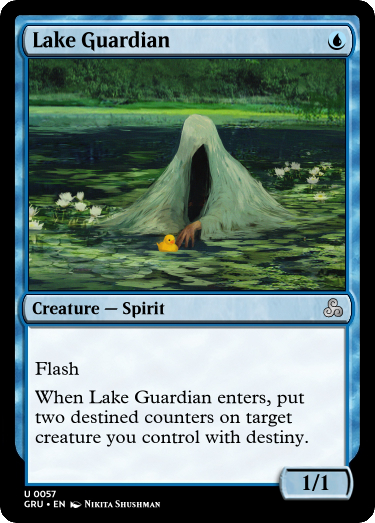 Lake Guardian
Creature — Spirit
Flash
When Lake Guardian enters, put
two destined counters on target
creature you control with destiny.
1/1
U 0057
GRU • EN Nikita Shushman